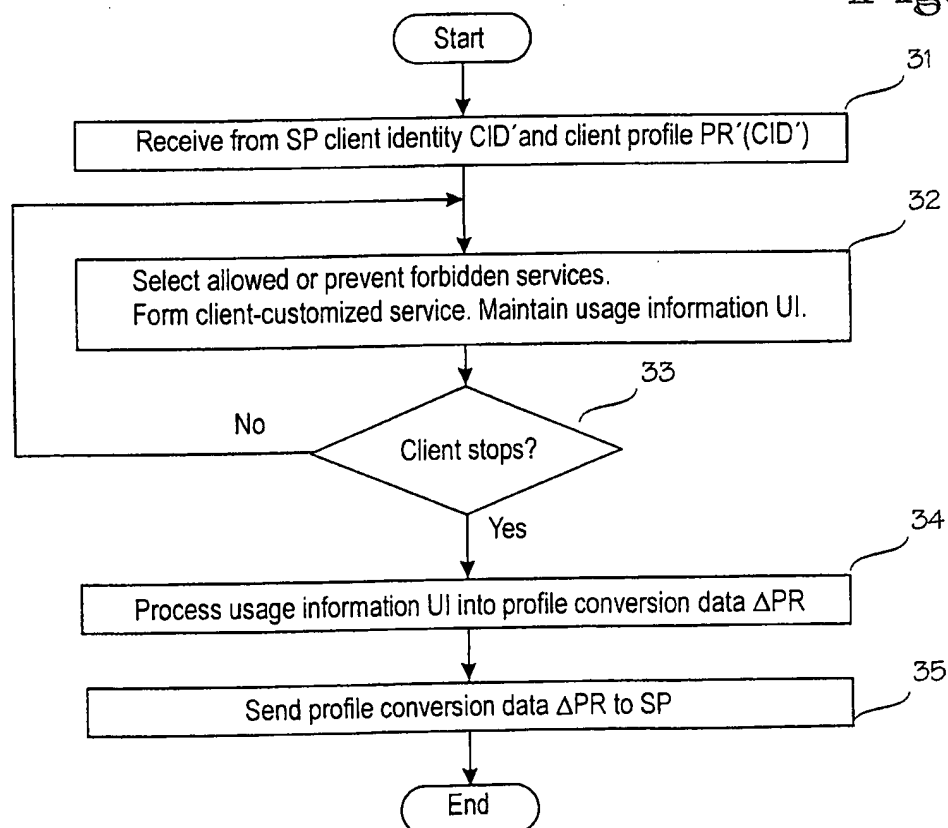 Start
31
Receive from SP client identity CID´ and client profile PR´(CID´)
32
Select allowed or prevent forbidden services.
Form client-customized service. Maintain usage information UI.
33
No
Client stops?
Yes
34
Process usage information UI into profile conversion data ΔPR
35
Send profile conversion data ΔPR to SP
End